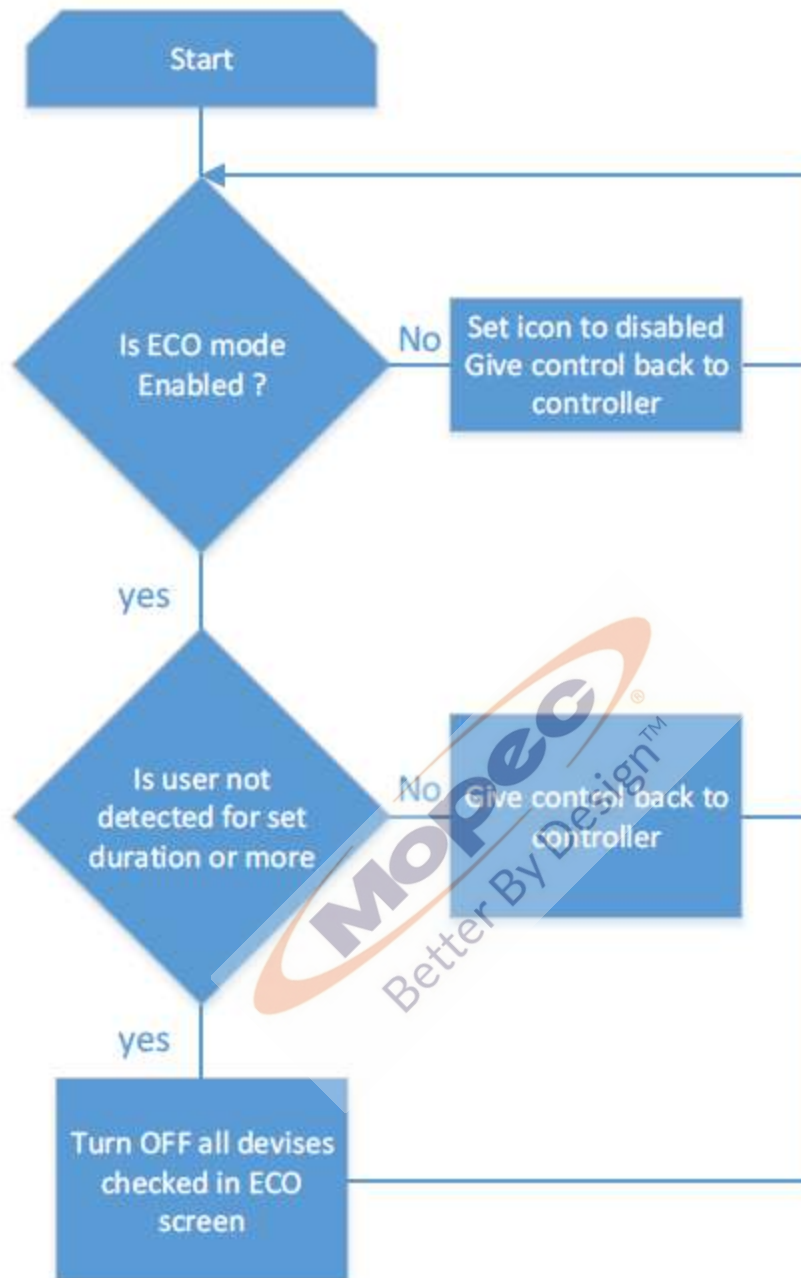 Start
Is ECO mode
Enabled ?
No
Set icon to disabled
Give control back to
controller
yes
Is user not
detected for set
duration or more
No
Give control back to
controller
Mopec®
Better By Design™
yes
Turn OFF all devises
checked in ECO
screen